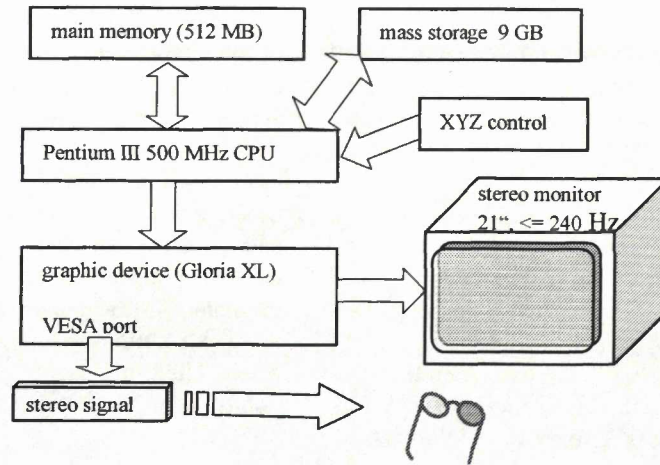 main memory (512 MB)
mass storage 9 GB
XYZ control
Pentium III 500 MHz CPU
stereo monitor
21“, <= 240 Hz
graphic device (Gloria XL)
VESA port
stereo signal